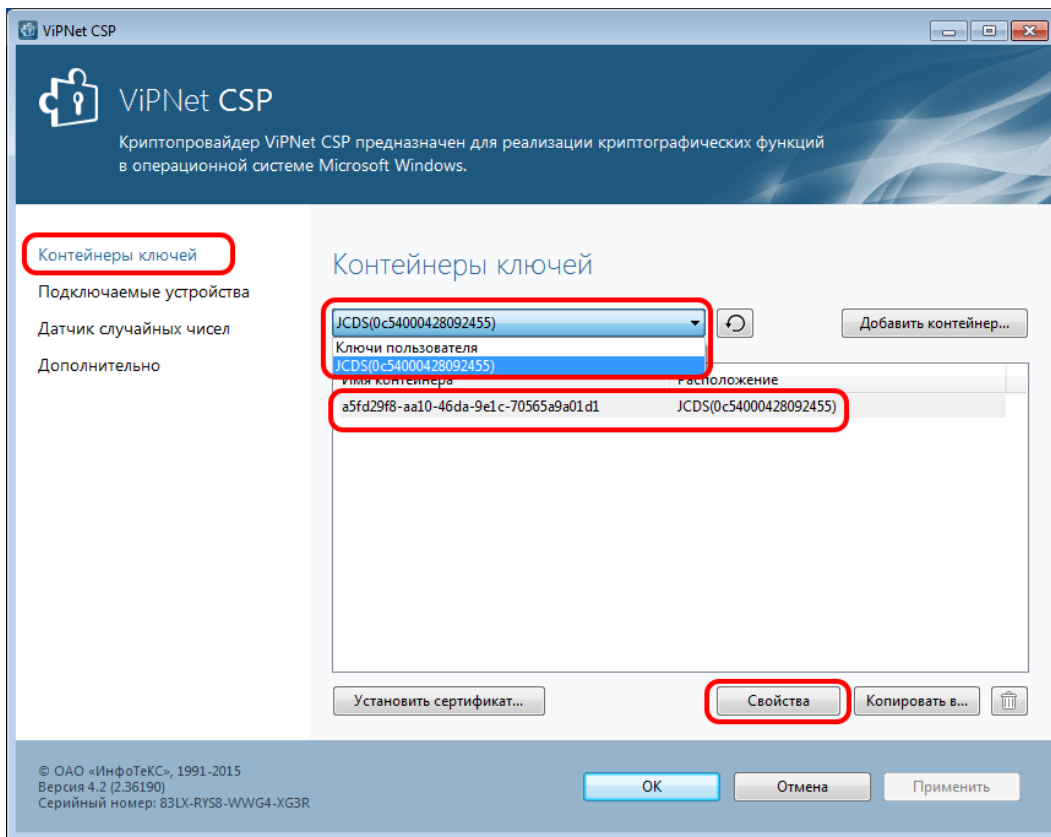 ViPNet CSP
ViPNet CSP
Криптопровайдер ViPNet CSP предназначен для реализации криптографических функций
в операционной системе Microsoft Windows.
Контейнеры ключей
Подключаемые устройства
Датчик случайных чисел
Дополнительно
Контейнеры ключей
JCDS(0c54000428092455)
Добавить контейнер...
Ключи пользователя
JCDS(0c54000428092455)
Имя контейнера Расположение
a5fd29f8-aa10-46da-9e1c-70565a9a01d1 JCDS(0c54000428092455)
Установить сертификат... Свойства Копировать в...
© ОАО «ИнфоТеКС», 1991-2015
Версия 4.2 (2.36190)
Серийный номер: 83LX-RYS8-WWG4-XG3R
OK Отмена Применить